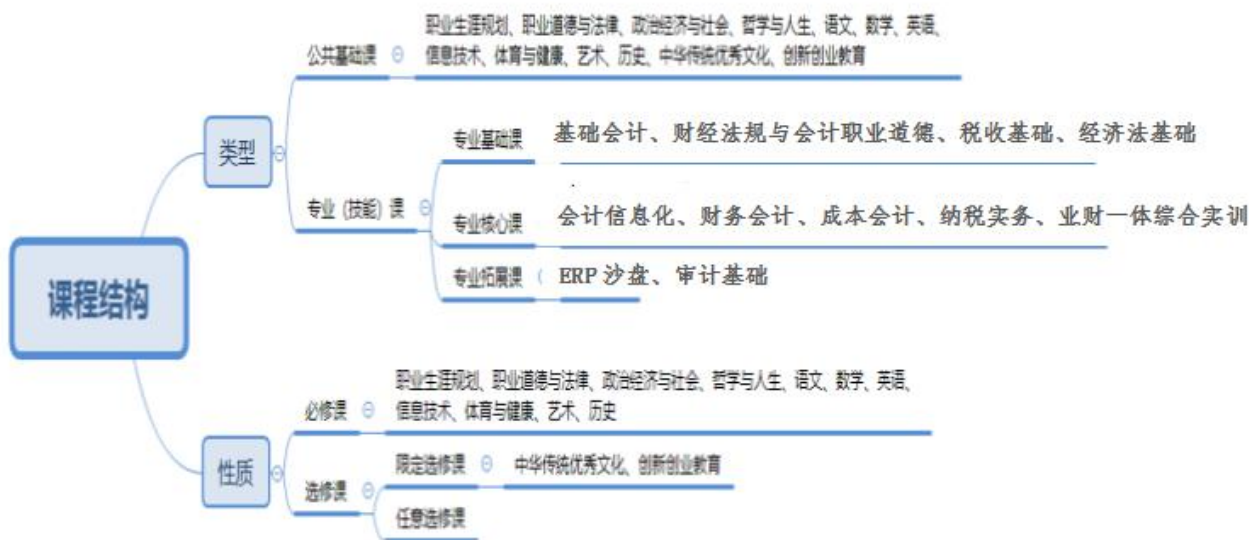 课程结构
类型
公共基础课
职业生涯规划、职业道德与法律、政治经济与社会、哲学与人生、语文、数学、英语、
信息技术、体育与健康、艺术、历史、中华传统优秀文化、创新创业教育
专业（技能）课
专业基础课
基础会计、财经法规与会计职业道德、税收基础、经济法基础
专业核心课
会计信息化、财务会计、成本会计、纳税实务、业财一体综合实训
专业拓展课
ERP 沙盘、审计基础
性质
必修课
职业生涯规划、职业道德与法律、政治经济与社会、哲学与人生、语文、数学、英语、
信息技术、体育与健康、艺术、历史
选修课
限定选修课
中华传统优秀文化、创新创业教育
任意选修课